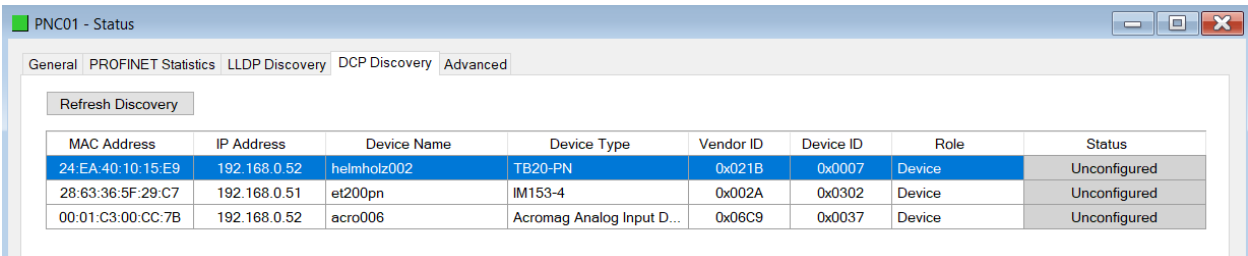 PNC01 - Status
General PROFINET Statistics LLDP Discovery DCP Discovery Advanced
Refresh Discovery
MAC Address IP Address Device Name Device Type Vendor ID Device ID Role Status
24:EA:40:10:15:E9 192.168.0.52 helmholz002 TB20-PN 0x021B 0x0007 Device Unconfigured
28:63:36:5F:29:C7 192.168.0.51 et200pn IM153-4 0x002A 0x0302 Device Unconfigured
00:01:C3:00:CC:7B 192.168.0.52 acro006 Acromag Analog Input D... 0x06C9 0x0037 Device Unconfigured